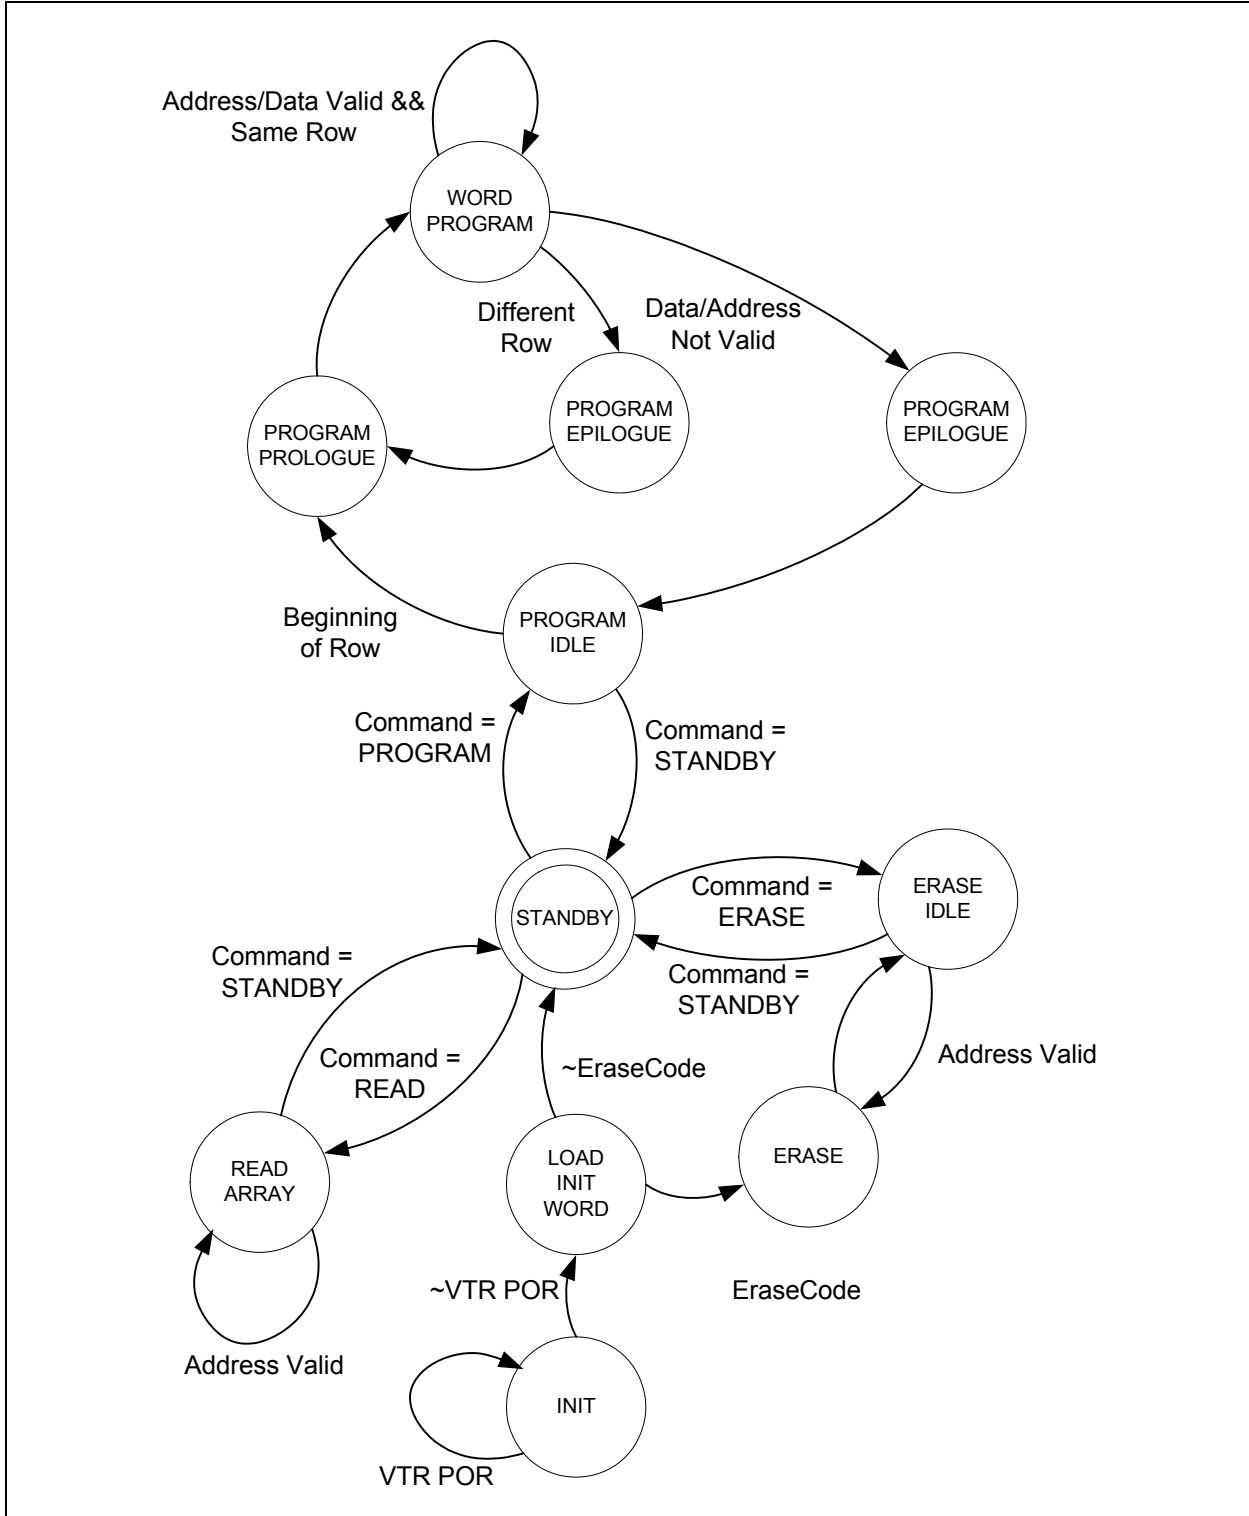 Address/Data Valid &&
Same Row
WORD
PROGRAM
Different
Row
Data/Address
Not Valid
PROGRAM
PROLOGUE
PROGRAM
EPILOGUE
PROGRAM
EPILOGUE
Beginning
of Row
PROGRAM
IDLE
Command =
PROGRAM
Command =
STANDBY
STANDBY
Command =
ERASE
ERASE
IDLE
Command =
STANDBY
Command =
STANDBY
Command =
READ
~EraseCode
Address Valid
READ
ARRAY
LOAD
INIT
WORD
ERASE
~VTR POR
EraseCode
Address Valid
INIT
VTR POR